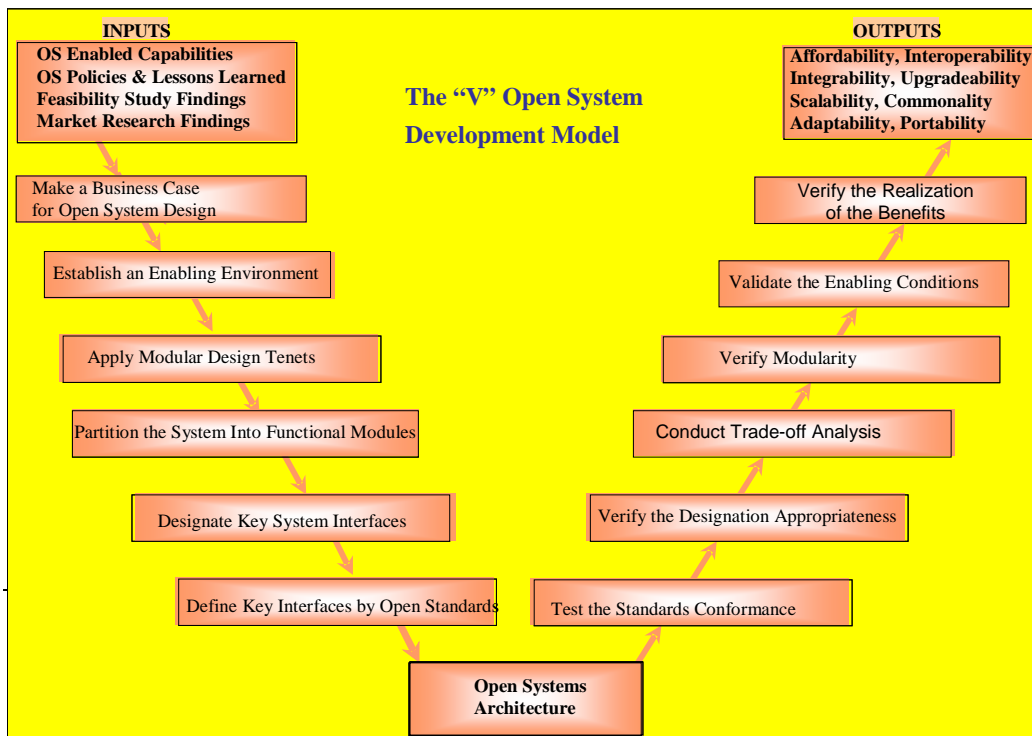 INPUTS
OS Enabled Capabilities
OS Policies & Lessons Learned
Feasibility Study Findings
Market Research Findings
The “V” Open System
Development Model
OUTPUTS
Affordability, Interoperability
Integrability, Upgradeability
Scalability, Commonality
Adaptability, Portability
Make a Business Case
for Open System Design
Establish an Enabling Environment
Apply Modular Design Tenets
Partition the System Into Functional Modules
Designate Key System Interfaces
Define Key Interfaces by Open Standards
Open Systems
Architecture
Test the Standards Conformance
Verify the Designation Appropriateness
Conduct Trade-off Analysis
Verify Modularity
Validate the Enabling Conditions
Verify the Realization
of the Benefits